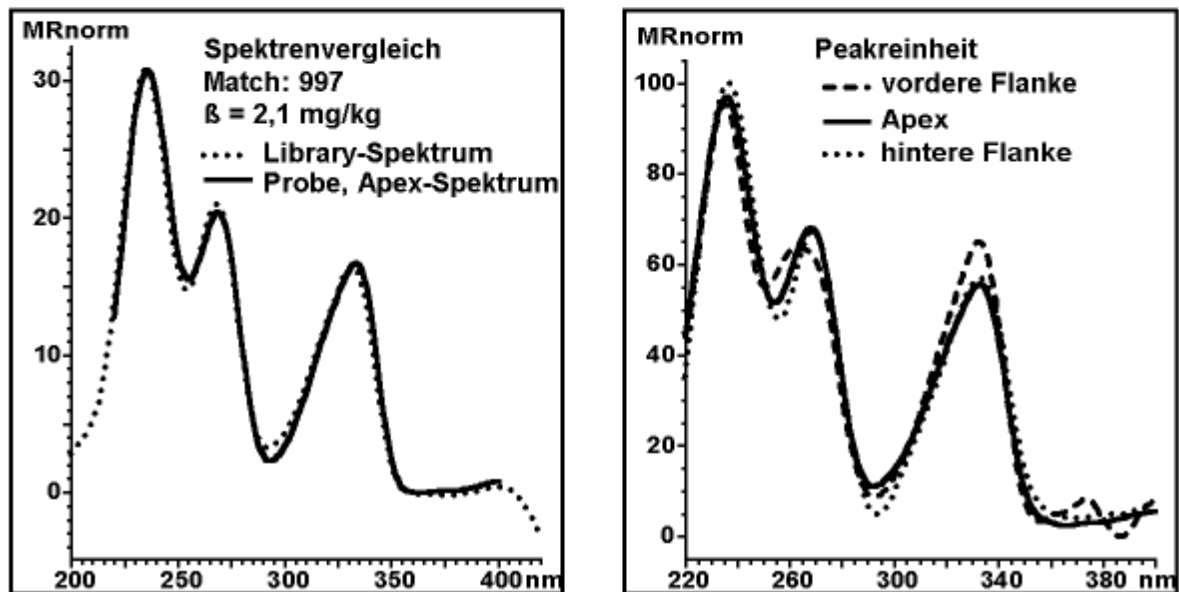 MRnorm
Spektrenvergleich
Match: 997
ß = 2,1 mg/kg
Library-Spektrum
Probe, Apex-Spektrum
30
20
10
0
200 250 300 350 400 nm
MRnorm
Peakreinheit
vordere Flanke
Apex
hintere Flanke
100
80
60
40
20
0
220 260 300 340 380 nm